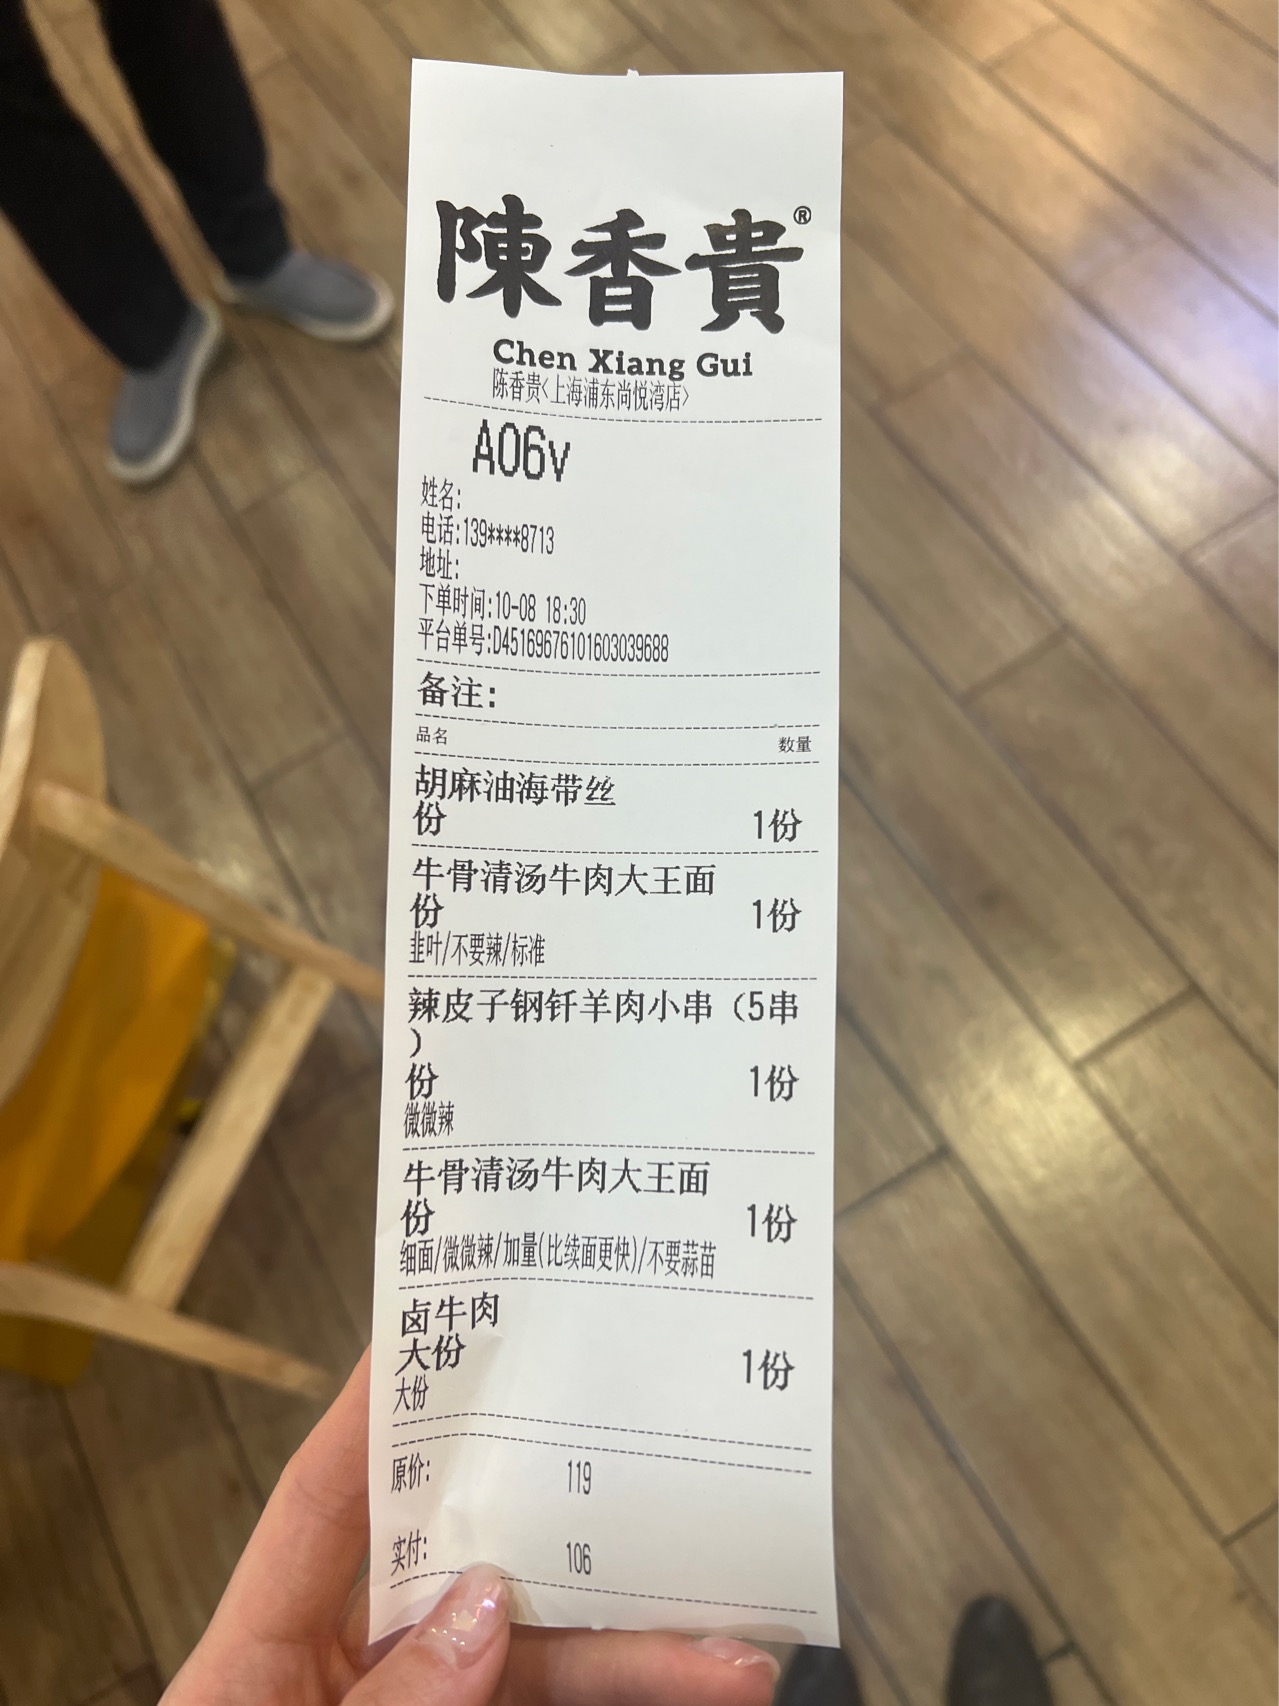 陳香貴®
Chen Xiang Gui
陈香贵<上海浦东尚悦湾店>
A06v
姓名:
电话:139****8713
地址:
下单时间:10-08 18:30
平台单号:D451696761016030​39688
备注:
品名 数量
胡麻油海带丝
份 1份
牛骨清汤牛肉大王面
份 1份
韭叶/不要辣/标准
辣皮子钢钎羊肉小串（5串
）
份 1份
微微辣
牛骨清汤牛肉大王面
份 1份
细面/微微辣/加量(比续面更快)/不要蒜苗
卤牛肉
大份 1份
大份
原价: 119
实付: 106